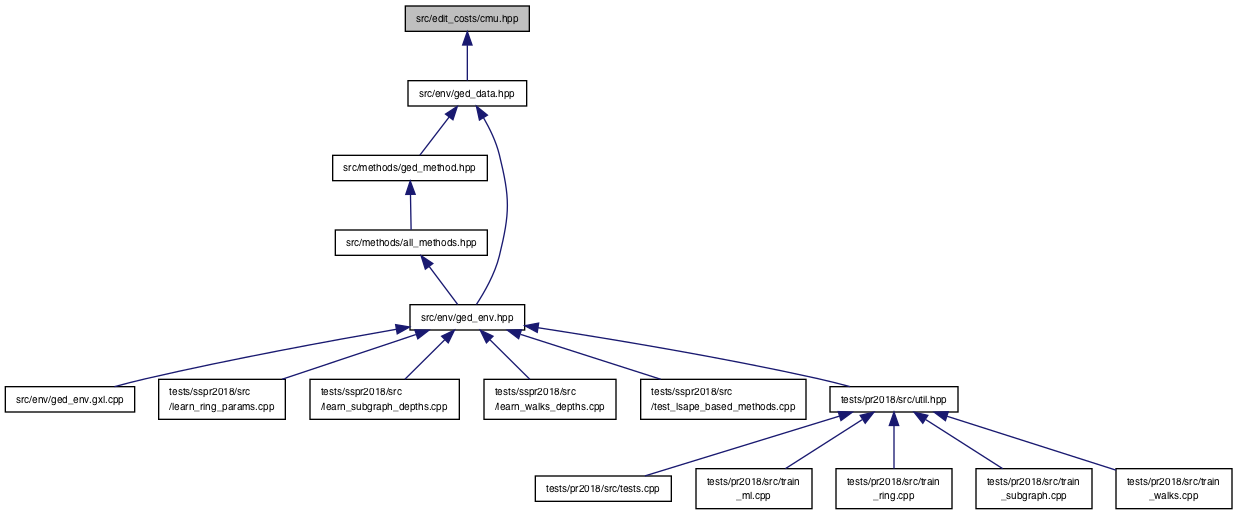 src/edit_costs/cmu.hpp
src/env/ged_data.hpp
src/methods/ged_method.hpp
src/methods/all_methods.hpp
src/env/ged_env.hpp
src/env/ged_env.gxl.cpp
tests/sspr2018/src
/learn_ring_params.cpp
tests/sspr2018/src
/learn_subgraph_depths.cpp
tests/sspr2018/src
/learn_walks_depths.cpp
tests/sspr2018/src
/test_lsape_based_methods.cpp
tests/pr2018/src/util.hpp
tests/pr2018/src/tests.cpp
tests/pr2018/src/train
_ml.cpp
tests/pr2018/src/train
_ring.cpp
tests/pr2018/src/train
_subgraph.cpp
tests/pr2018/src/train
_walks.cpp